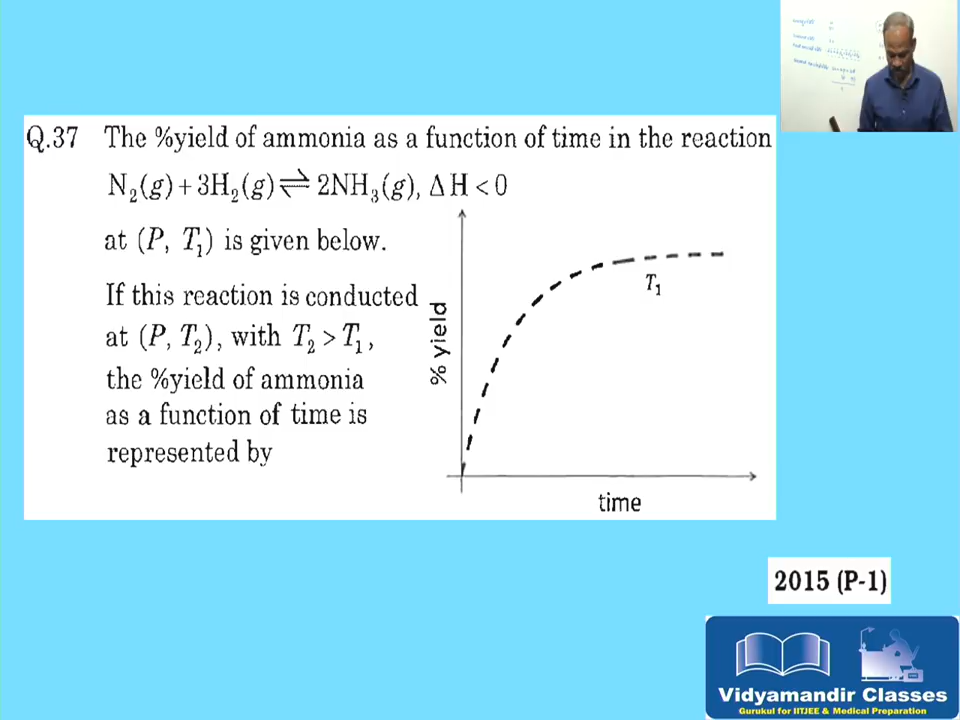 Q.37 The %yield of ammonia as a function of time in the reaction
N₂(g) + 3H₂(g) ⇌ 2NH₃(g), ΔH < 0
at (P, T₁) is given below.
If this reaction is conducted
at (P, T₂), with T₂ > T₁,
the %yield of ammonia
as a function of time is
represented by
% yield
T₁
time
2015 (P-1)
Vidyamandir Classes
Gurukul for IITJEE & Medical Preparation